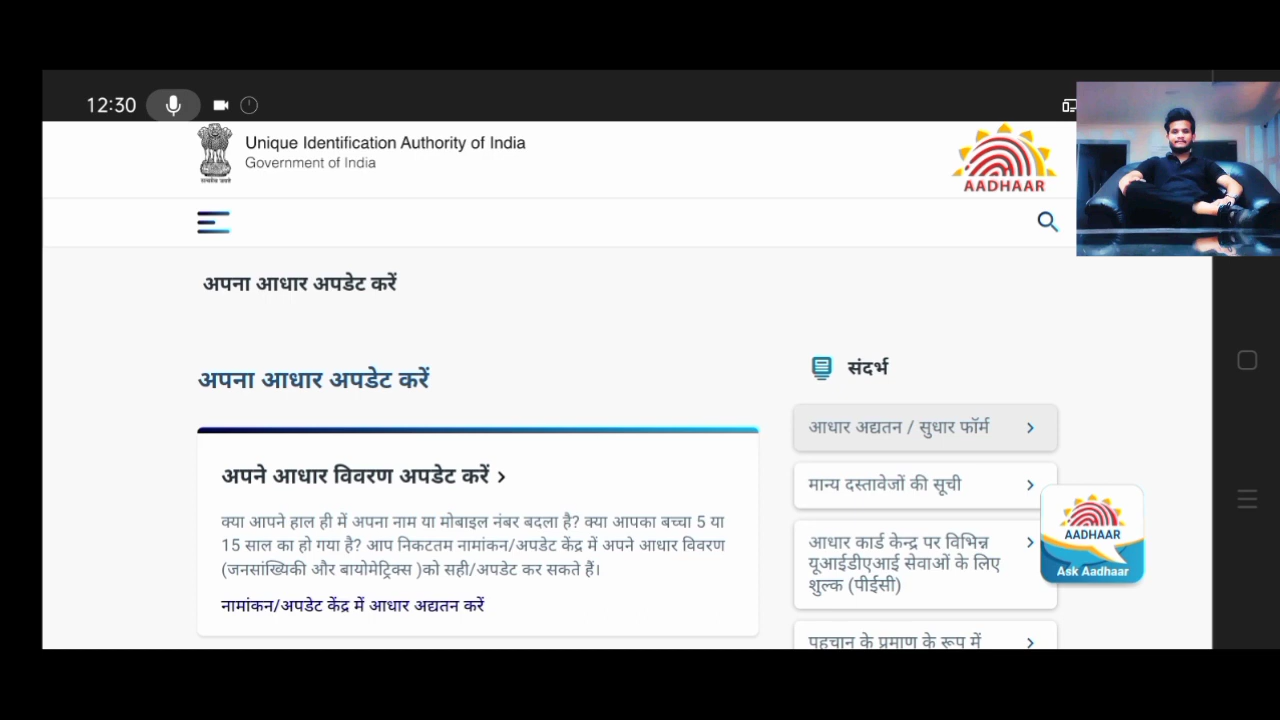 12:30
Unique Identification Authority of India
Government of India
AADHAAR
अपना आधार अपडेट करें
अपना आधार अपडेट करें
अपने आधार विवरण अपडेट करें
क्या आपने हाल ही में अपना नाम या मोबाइल नंबर बदला है? क्या आपका बच्चा 5 या
15 साल का हो गया है? आप निकटतम नामांकन/अपडेट केंद्र में अपने आधार विवरण
(जनसांख्यिकी और बायोमेट्रिक्स )को सही/अपडेट कर सकते हैं।
नामांकन/अपडेट केंद्र में आधार अद्यतन करें
संदर्भ
आधार अद्यतन / सुधार फॉर्म
मान्य दस्तावेजों की सूची
आधार कार्ड केन्द्र पर विभिन्न
यूआईडीएआई सेवाओं के लिए
शुल्क (पीईसी)
पहचान के प्रमाण के रूप में
AADHAAR
Ask Aadhaar